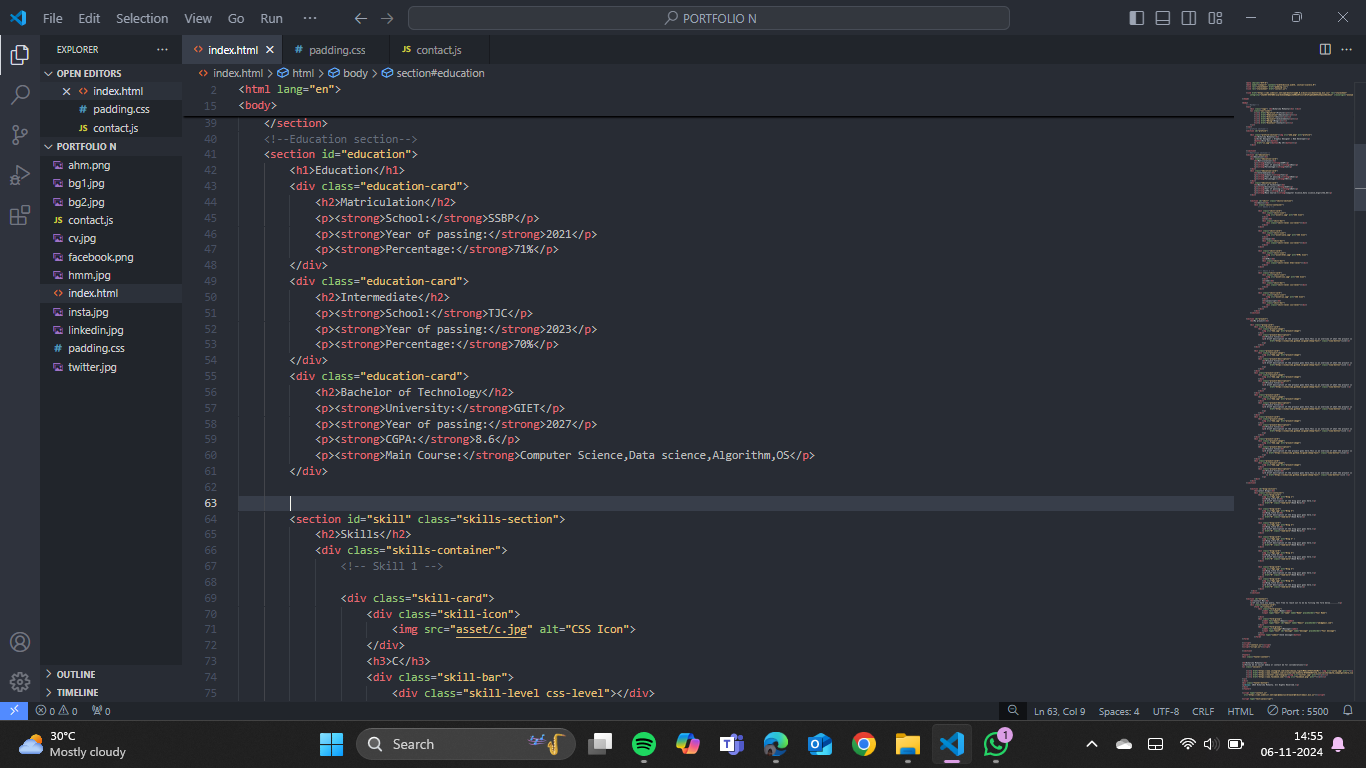 File Edit Selection View Go Run ··· PORTFOLIO N
EXPLORER ···
index.html
padding.css
contact.js
OPEN EDITORS
index.html
padding.css
contact.js
PORTFOLIO N
ahm.png
bg1.jpg
bg2.jpg
contact.js
cv.jpg
facebook.png
hmm.jpg
index.html
insta.jpg
linkedin.jpg
padding.css
twitter.jpg
OUTLINE
TIMELINE
index.html > html > body > section#education
2 <html lang="en">
15 <body>
39 </section>
40 <!--Education section-->
41 <section id="education">
42 <h1>Education</h1>
43 <div class="education-card">
44 <h2>Matriculation</h2>
45 <p><strong>School:</strong>SSBP</p>
46 <p><strong>Year of passing:</strong>2021</p>
47 <p><strong>Percentage:</strong>71%</p>
48 </div>
49 <div class="education-card">
50 <h2>Intermediate</h2>
51 <p><strong>School:</strong>TJC</p>
52 <p><strong>Year of passing:</strong>2023</p>
53 <p><strong>Percentage:</strong>70%</p>
54 </div>
55 <div class="education-card">
56 <h2>Bachelor of Technology</h2>
57 <p><strong>University:</strong>GIET</p>
58 <p><strong>Year of passing:</strong>2027</p>
59 <p><strong>CGPA:</strong>8.6</p>
60 <p><strong>Main Course:</strong>Computer Science,Data science,Algorithm,OS</p>
61 </div>
62
63
64 <section id="skill" class="skills-section">
65 <h2>Skills</h2>
66 <div class="skills-container">
67 <!-- Skill 1 -->
68
69 <div class="skill-card">
70 <div class="skill-icon">
71 <img src="asset/c.jpg" alt="CSS Icon">
72 </div>
73 <h3>C</h3>
74 <div class="skill-bar">
75 <div class="skill-level css-level"></div>
0 0 0 Ln 63, Col 9 Spaces: 4 UTF-8 CRLF HTML Port : 5500
30°C
Mostly cloudy
Search
1
14:55
06-11-2024